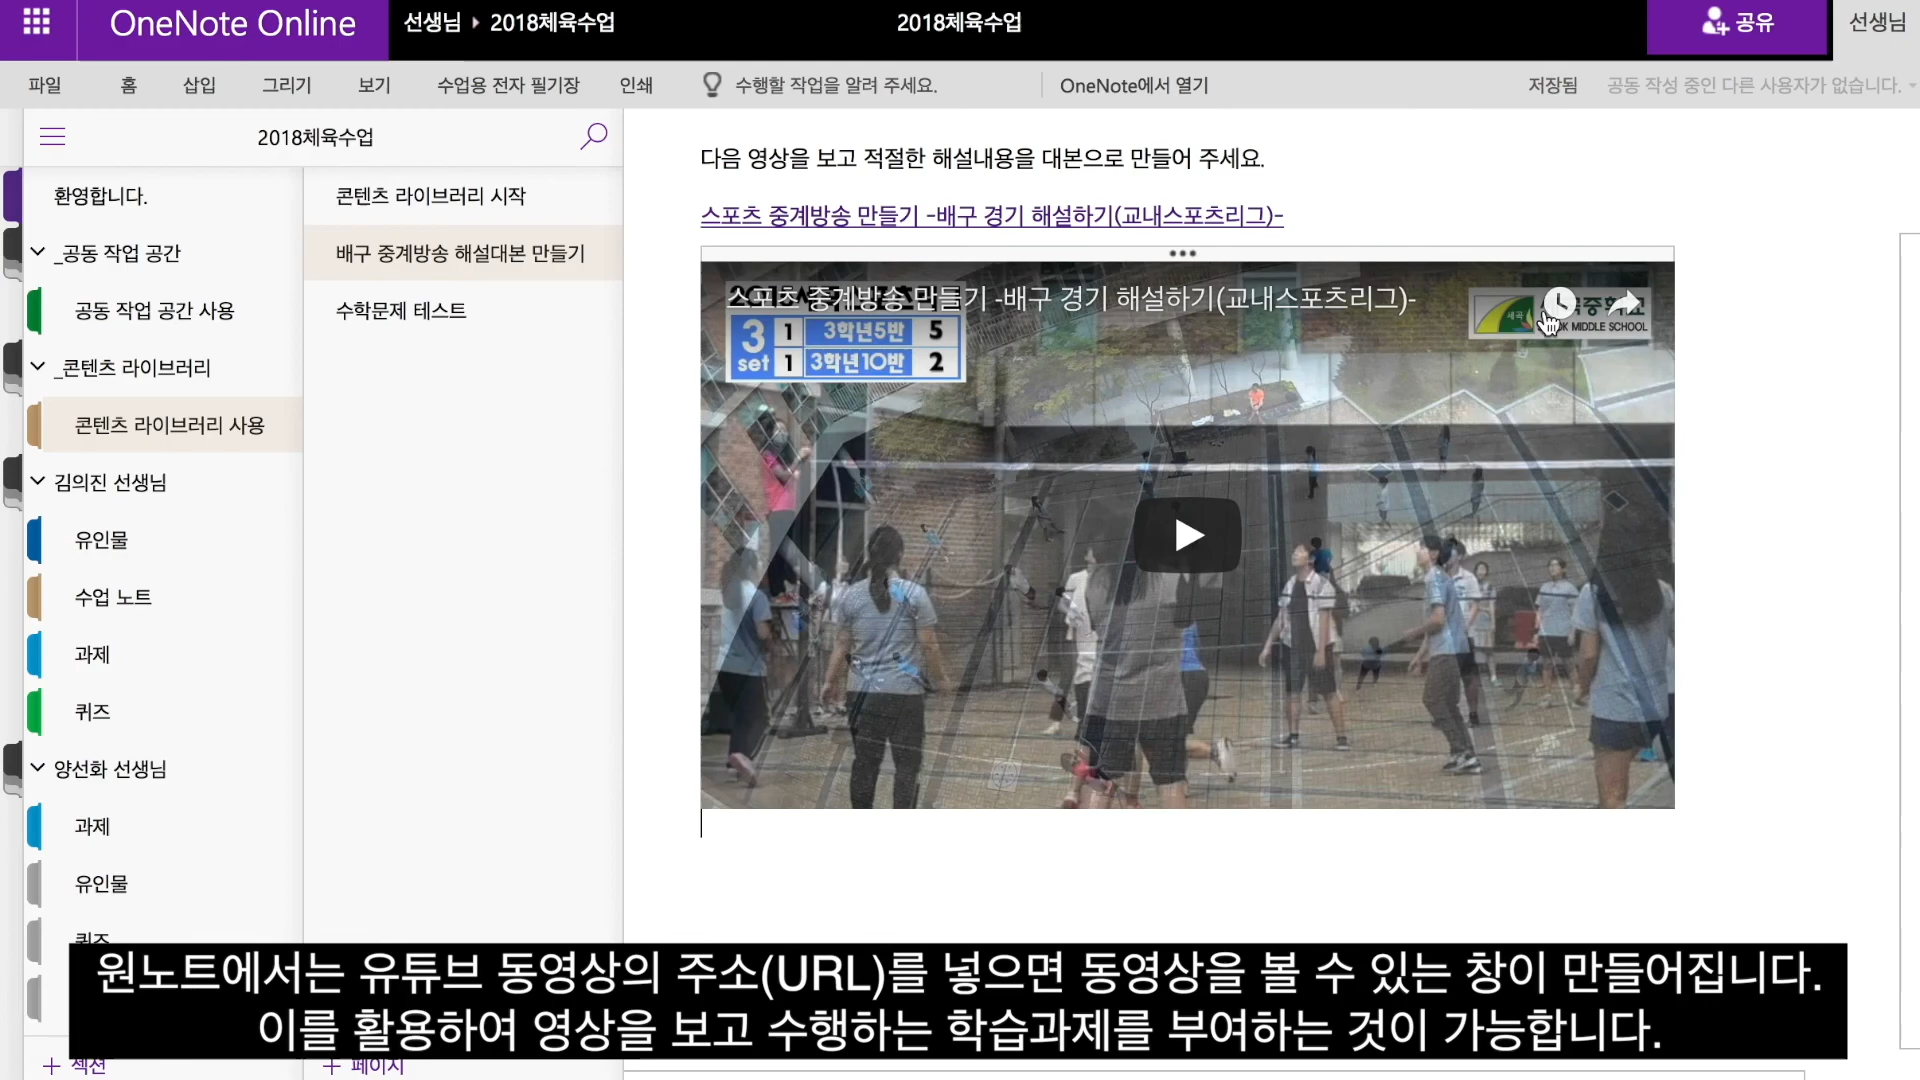 OneNote Online
선생님 ▸ 2018체육수업
2018체육수업
공유
선생님
파일 홈 삽입 그리기 보기 수업용 전자 필기장 인쇄 수행할 작업을 알려 주세요. OneNote에서 열기 저장됨 공동 작성 중인 다른 사용자가 없습니다.
2018체육수업
환영합니다.
_공동 작업 공간
공동 작업 공간 사용
_콘텐츠 라이브러리
콘텐츠 라이브러리 사용
김의진 선생님
유인물
수업 노트
과제
퀴즈
양선화 선생님
과제
유인물
퀴즈
+ 섹션
콘텐츠 라이브러리 시작
배구 중계방송 해설대본 만들기
수학문제 테스트
+ 페이지
다음 영상을 보고 적절한 해설내용을 대본으로 만들어 주세요.
스포츠 중계방송 만들기 -배구 경기 해설하기(교내스포츠리그)-
스포츠 중계방송 만들기 -배구 경기 해설하기(교내스포츠리그)-
3 set
1 3학년5반 5
1 3학년10반 2
MIDDLE SCHOOL
원노트에서는 유튜브 동영상의 주소(URL)를 넣으면 동영상을 볼 수 있는 창이 만들어집니다.
이를 활용하여 영상을 보고 수행하는 학습과제를 부여하는 것이 가능합니다.